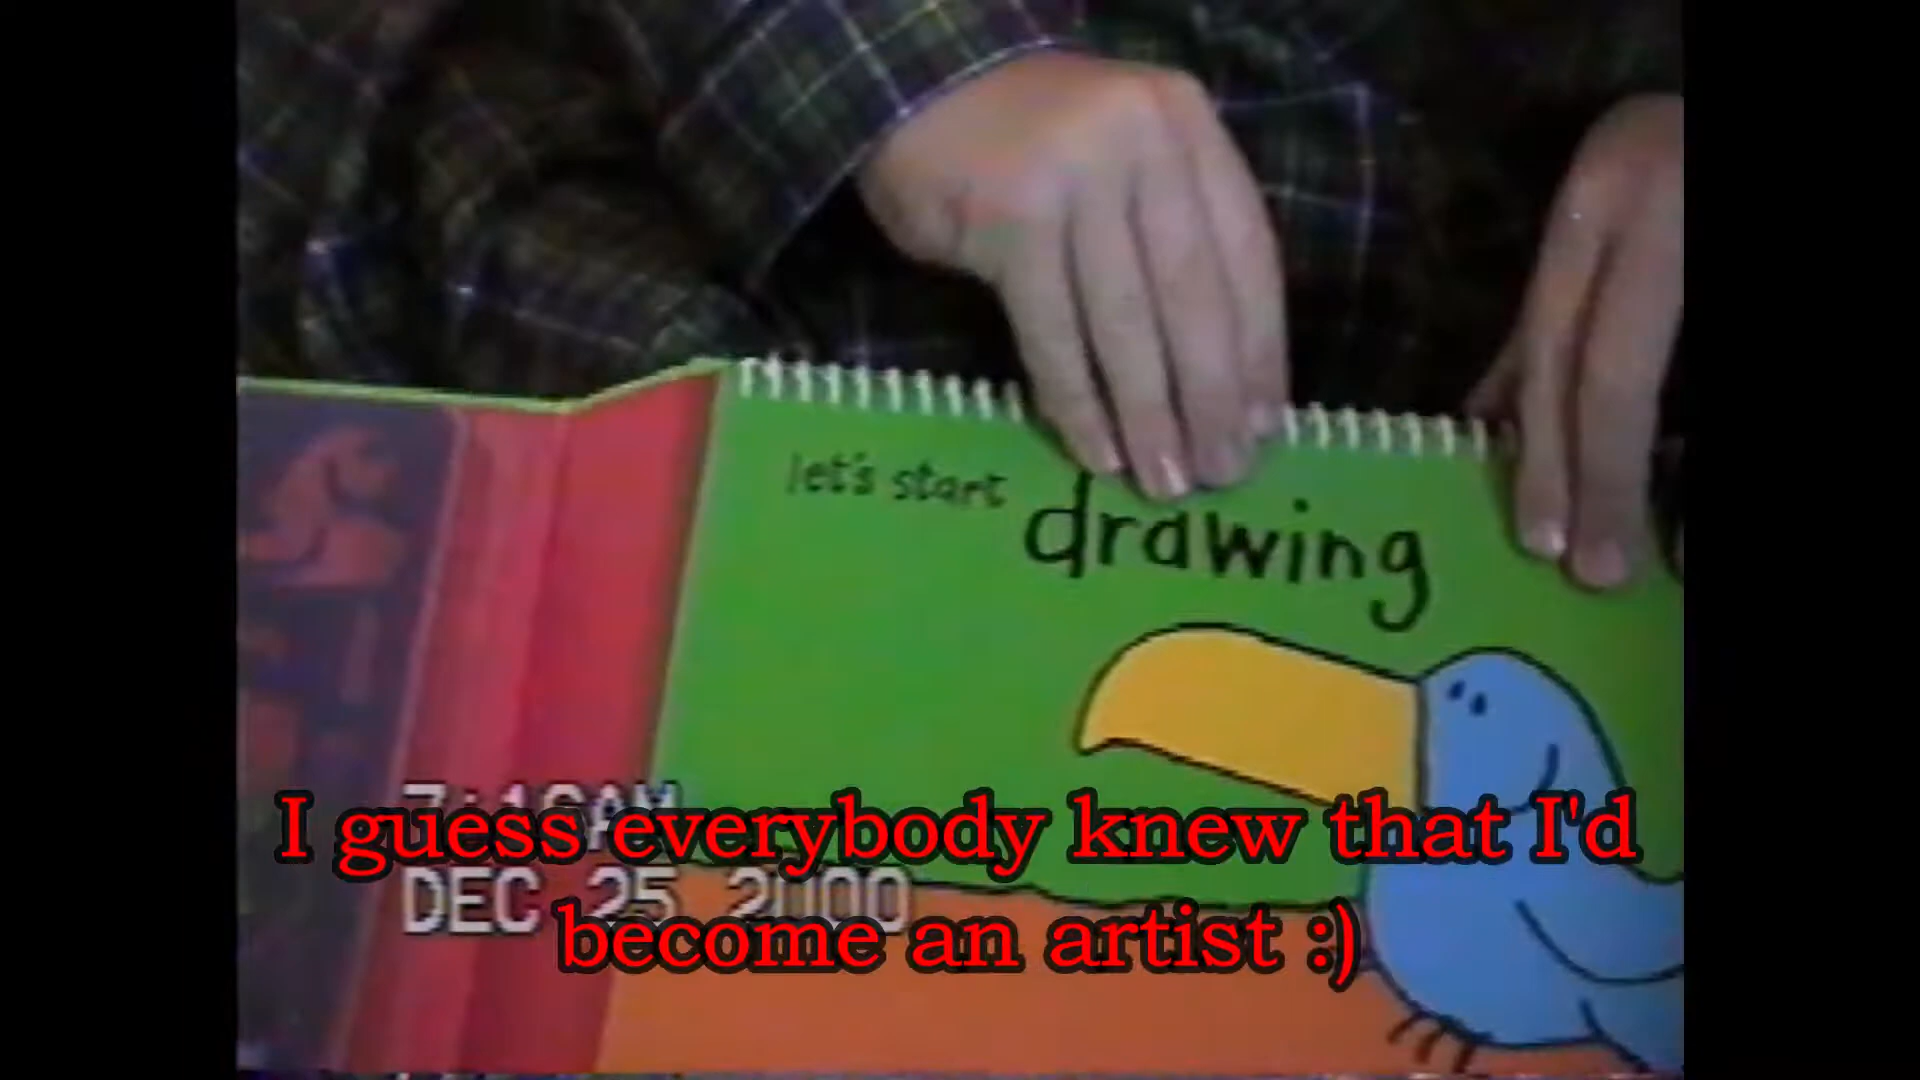 let's start
drawing
DEC 25 2000
I guess everybody knew that I'd
become an artist :)